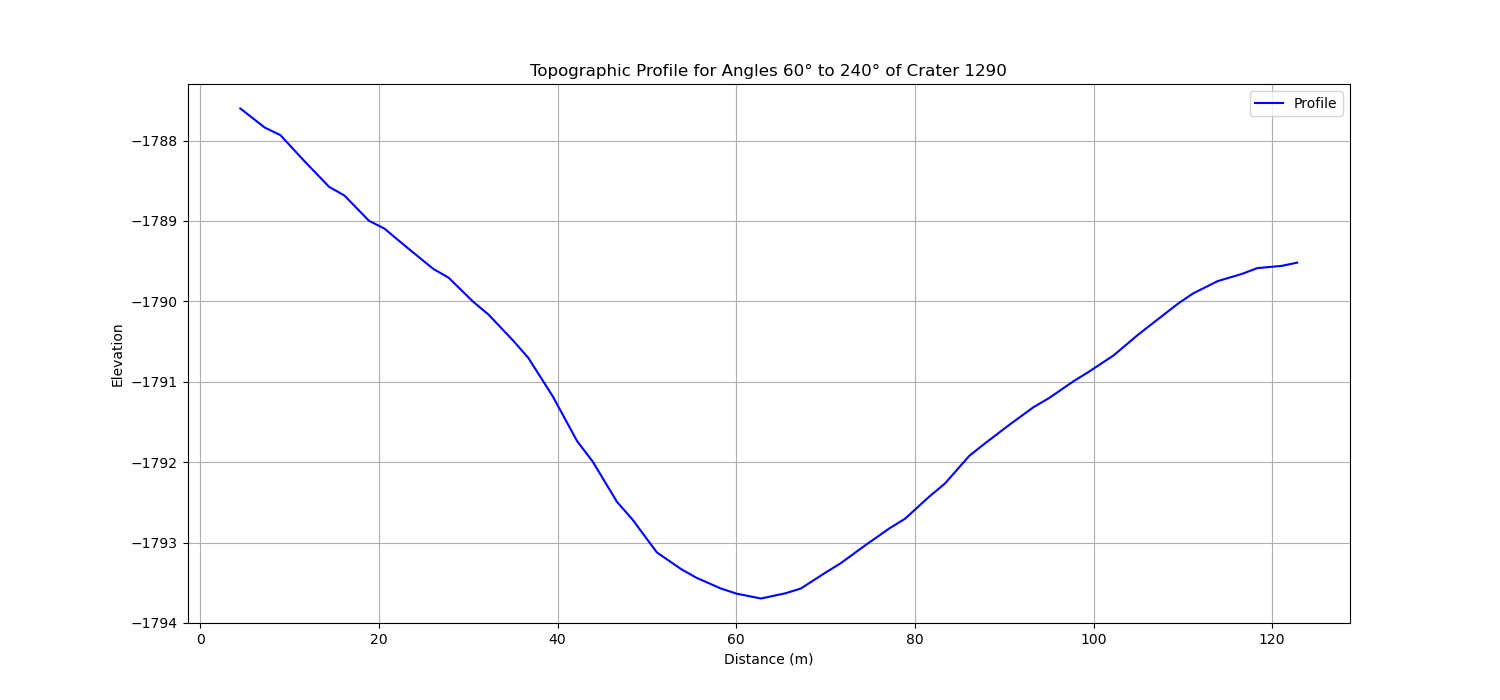 Topographic Profile for Angles 60° to 240° of Crater 1290
Profile
−1788
−1789
−1790
−1791
−1792
−1793
−1794
Elevation
0 20 40 60 80 100 120
Distance (m)